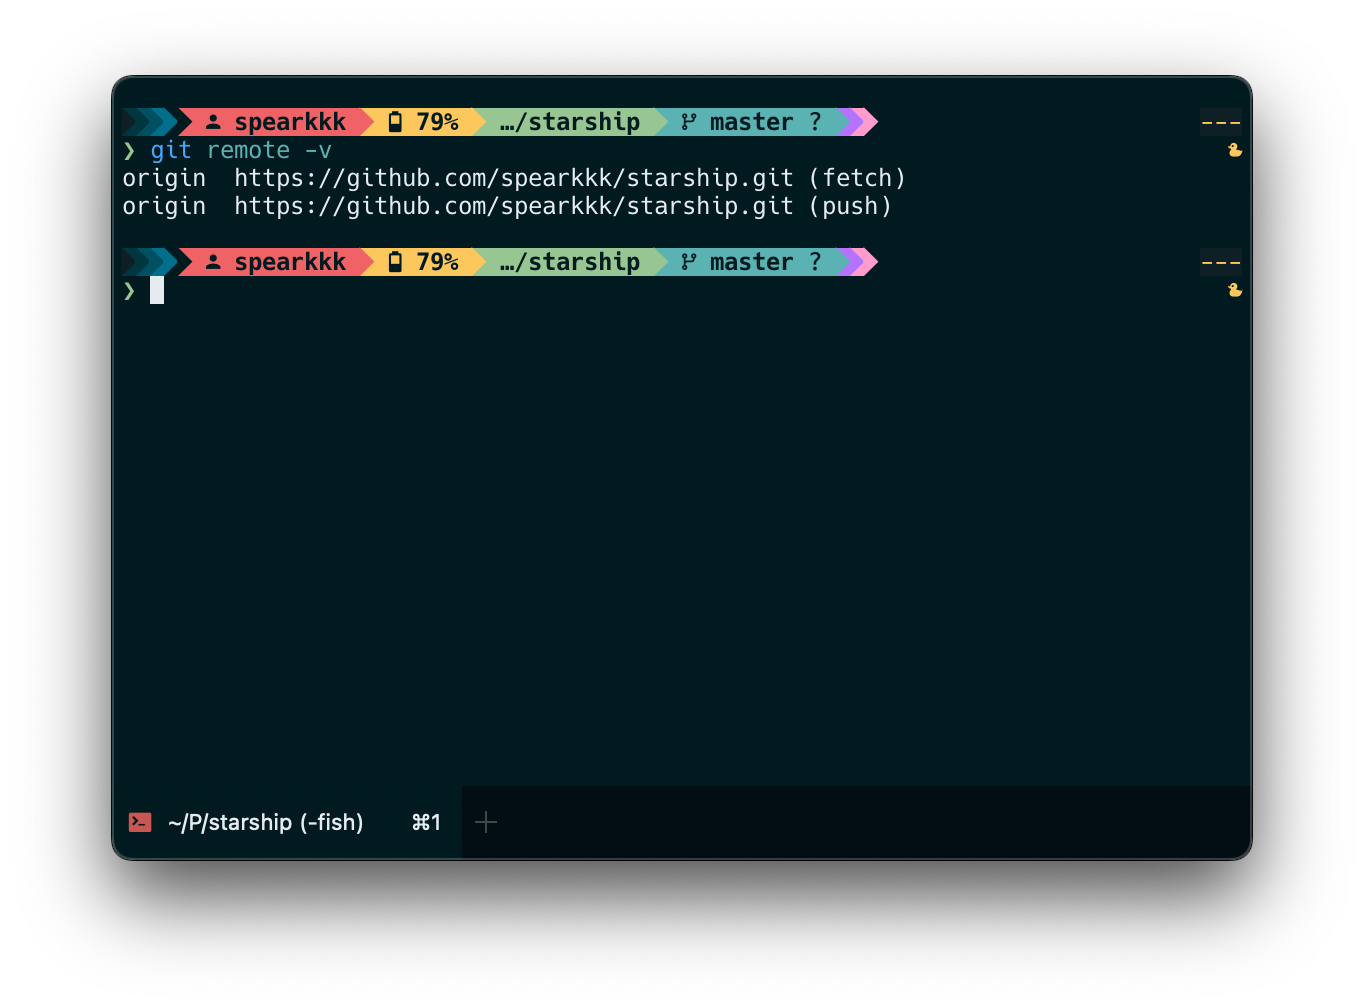 spearkkk 79% …/starship master ? ---
❯ git remote -v
origin  https://github.com/spearkkk/starship.git (fetch)
origin  https://github.com/spearkkk/starship.git (push)
spearkkk 79% …/starship master ? ---
❯
~/P/starship (-fish) ⌘1